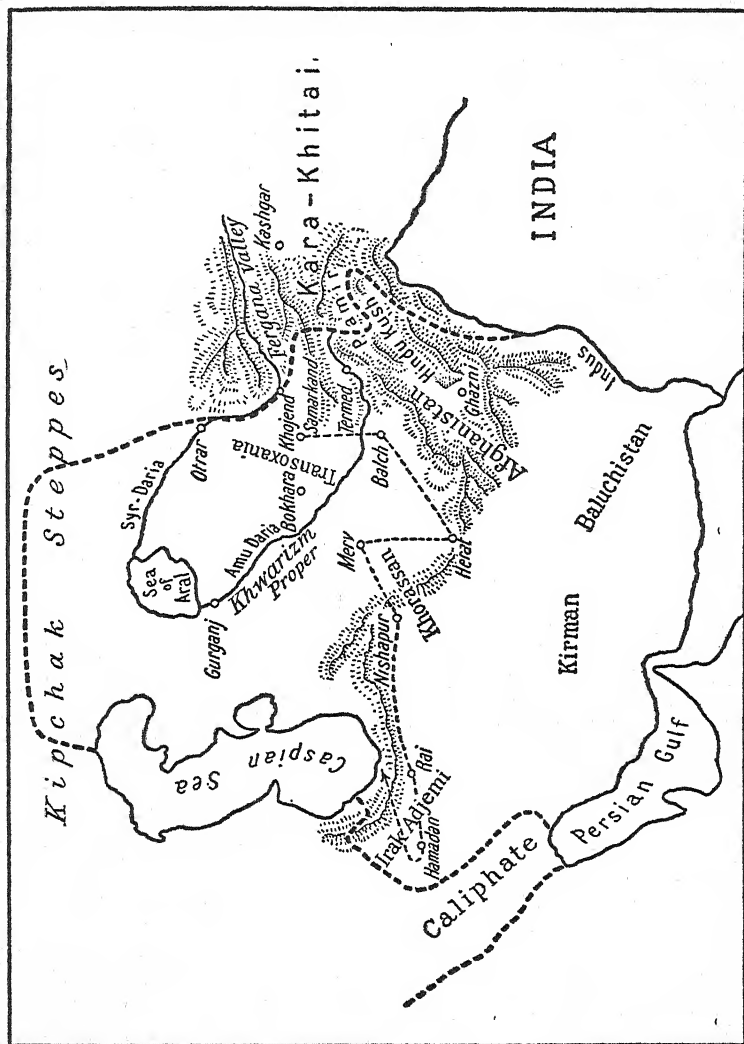 Kipchak Steppes
Kara-Khitai.
Fergana Valley
Kashgar
Syr-Daria
Otrar
Khojend
Samarkand
Sea
of
Aral
Transoxania
Termed
Pamir
Bokhara
Amu Daria
Khwarizm
Proper
Gurganj
Hindu Kush
Balch
Ghazni
Afghanistan
INDIA
Merv
Herat
Indus
Khorassan
Nishapur
Caspian
Sea
Baluchistan
Kirman
Rai
Irak Adjemi
Hamadan
Caliphate
Persian Gulf